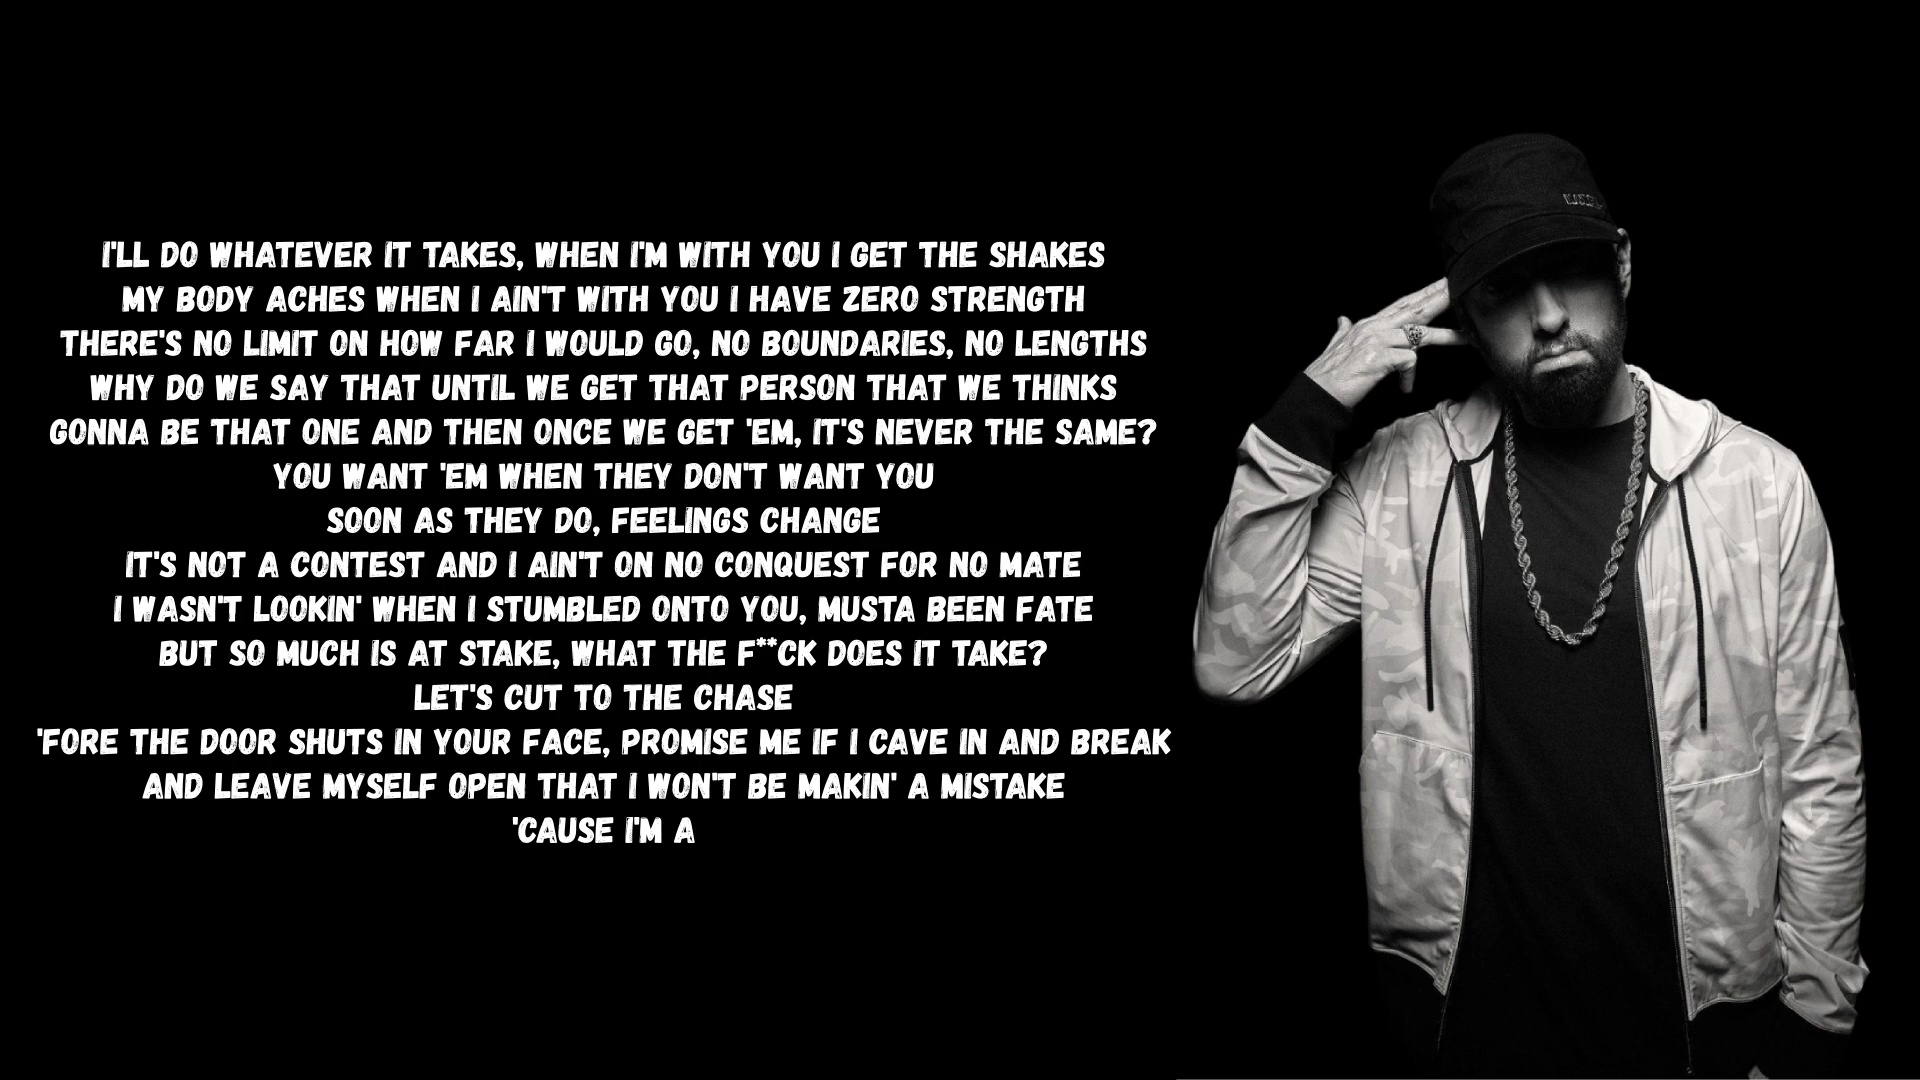 I'LL DO WHATEVER IT TAKES, WHEN I'M WITH YOU I GET THE SHAKES
MY BODY ACHES WHEN I AIN'T WITH YOU I HAVE ZERO STRENGTH
THERE'S NO LIMIT ON HOW FAR I WOULD GO, NO BOUNDARIES, NO LENGTHS
WHY DO WE SAY THAT UNTIL WE GET THAT PERSON THAT WE THINKS
GONNA BE THAT ONE AND THEN ONCE WE GET 'EM, IT'S NEVER THE SAME?
YOU WANT 'EM WHEN THEY DON'T WANT YOU
SOON AS THEY DO, FEELINGS CHANGE
IT'S NOT A CONTEST AND I AIN'T ON NO CONQUEST FOR NO MATE
I WASN'T LOOKIN' WHEN I STUMBLED ONTO YOU, MUSTA BEEN FATE
BUT SO MUCH IS AT STAKE, WHAT THE F**CK DOES IT TAKE?
LET'S CUT TO THE CHASE
'FORE THE DOOR SHUTS IN YOUR FACE, PROMISE ME IF I CAVE IN AND BREAK
AND LEAVE MYSELF OPEN THAT I WON'T BE MAKIN' A MISTAKE
'CAUSE I'M A